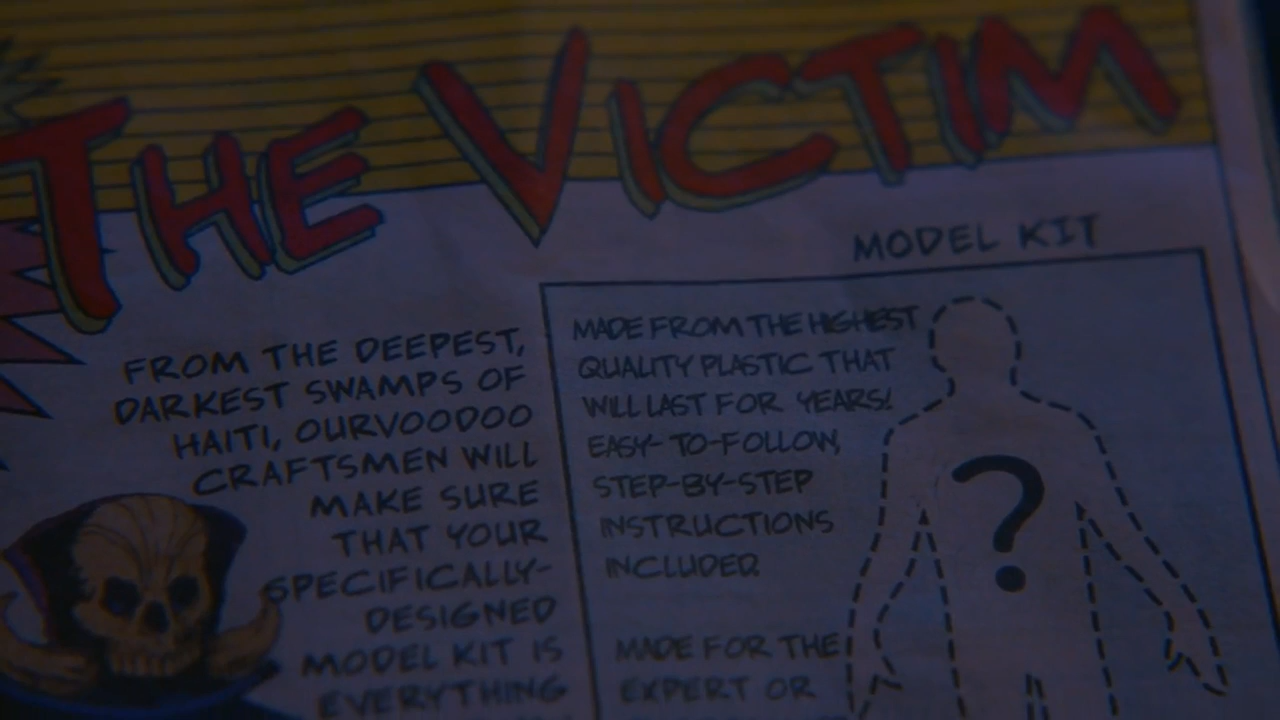 THE VICTIM
MODEL KIT
FROM THE DEEPEST,
DARKEST SWAMPS OF
HAITI, OURVOODOO
CRAFTSMEN WILL
MAKE SURE
THAT YOUR
SPECIFICALLY-
DESIGNED
MODEL KIT IS
EVERYTHING
MADE FROM THE HIGHEST
QUALITY PLASTIC THAT
WILL LAST FOR YEARS!
EASY-TO-FOLLOW,
STEP-BY-STEP
INSTRUCTIONS
INCLUDED.
MADE FOR THE
EXPERT OR
?